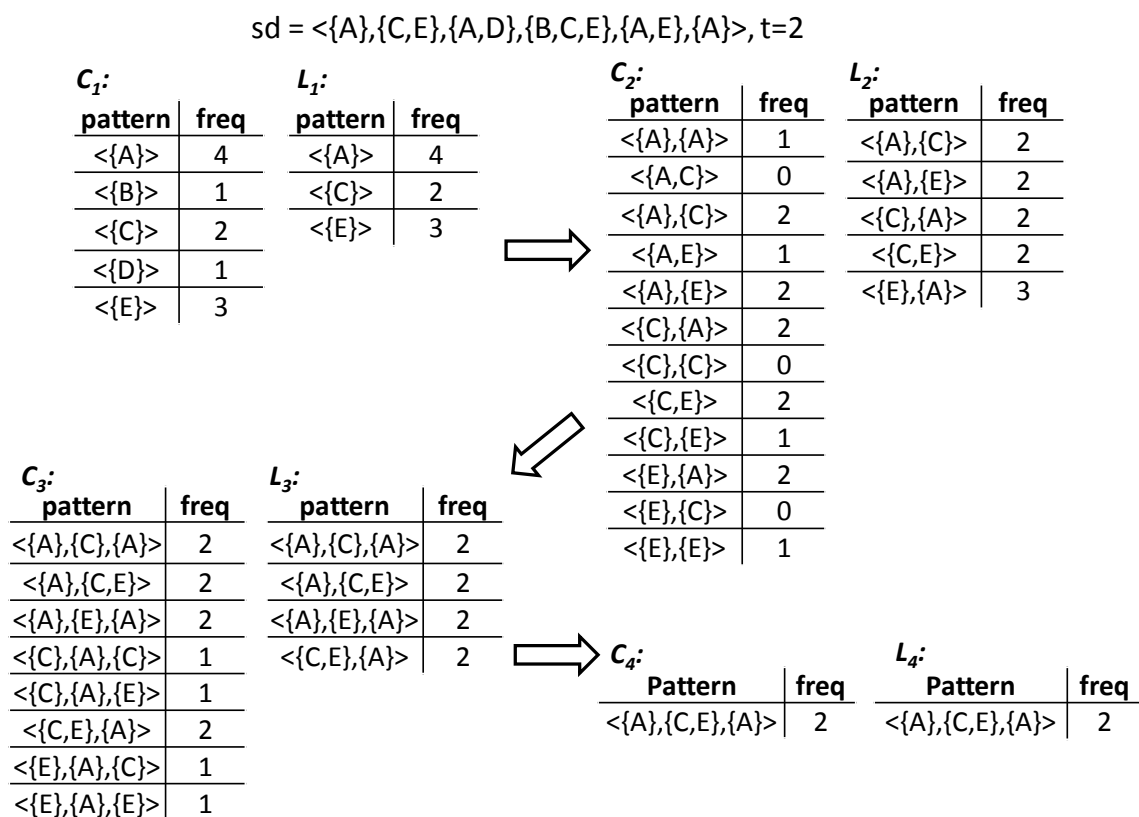 sd = <{A},{C,E},{A,D},{B,C,E},{A,E},{A}>, t=2
C1:
pattern freq
<{A}> 4
<{B}> 1
<{C}> 2
<{D}> 1
<{E}> 3
L1:
pattern freq
<{A}> 4
<{C}> 2
<{E}> 3
C2:
pattern freq
<{A},{A}> 1
<{A,C}> 0
<{A},{C}> 2
<{A,E}> 1
<{A},{E}> 2
<{C},{A}> 2
<{C},{C}> 0
<{C,E}> 2
<{C},{E}> 1
<{E},{A}> 2
<{E},{C}> 0
<{E},{E}> 1
L2:
pattern freq
<{A},{C}> 2
<{A},{E}> 2
<{C},{A}> 2
<{C,E}> 2
<{E},{A}> 3
C3:
pattern freq
<{A},{C},{A}> 2
<{A},{C,E}> 2
<{A},{E},{A}> 2
<{C},{A},{C}> 1
<{C},{A},{E}> 1
<{C,E},{A}> 2
<{E},{A},{C}> 1
<{E},{A},{E}> 1
L3:
pattern freq
<{A},{C},{A}> 2
<{A},{C,E}> 2
<{A},{E},{A}> 2
<{C,E},{A}> 2
C4:
Pattern freq
<{A},{C,E},{A}> 2
L4:
Pattern freq
<{A},{C,E},{A}> 2